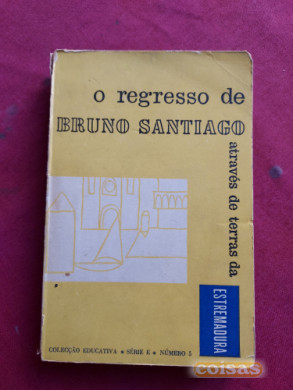 o regresso de
BRUNO SANTIAGO
através de terras da
ESTREMADURA
COLECÇÃO EDUCATIVA • SÉRIE E • NÚMERO 5
coisas